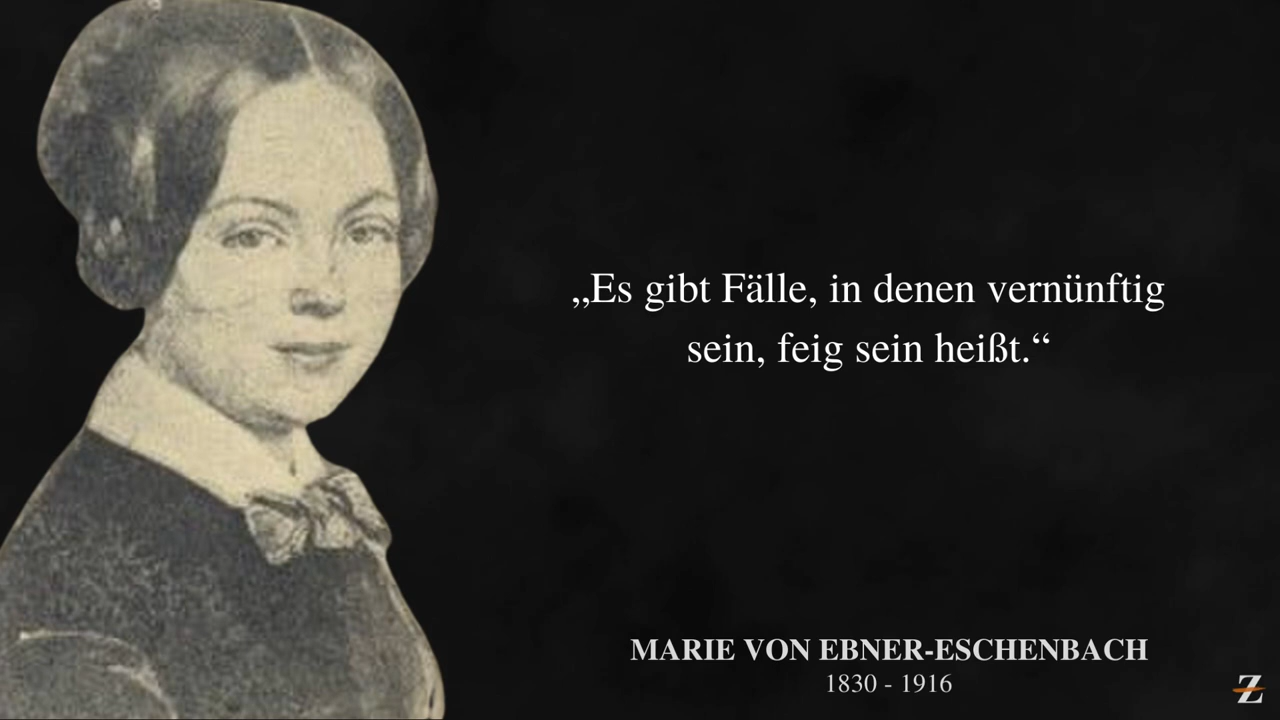 „Es gibt Fälle, in denen vernünftig
sein, feig sein heißt.“
MARIE VON EBNER-ESCHENBACH
1830 - 1916
Z